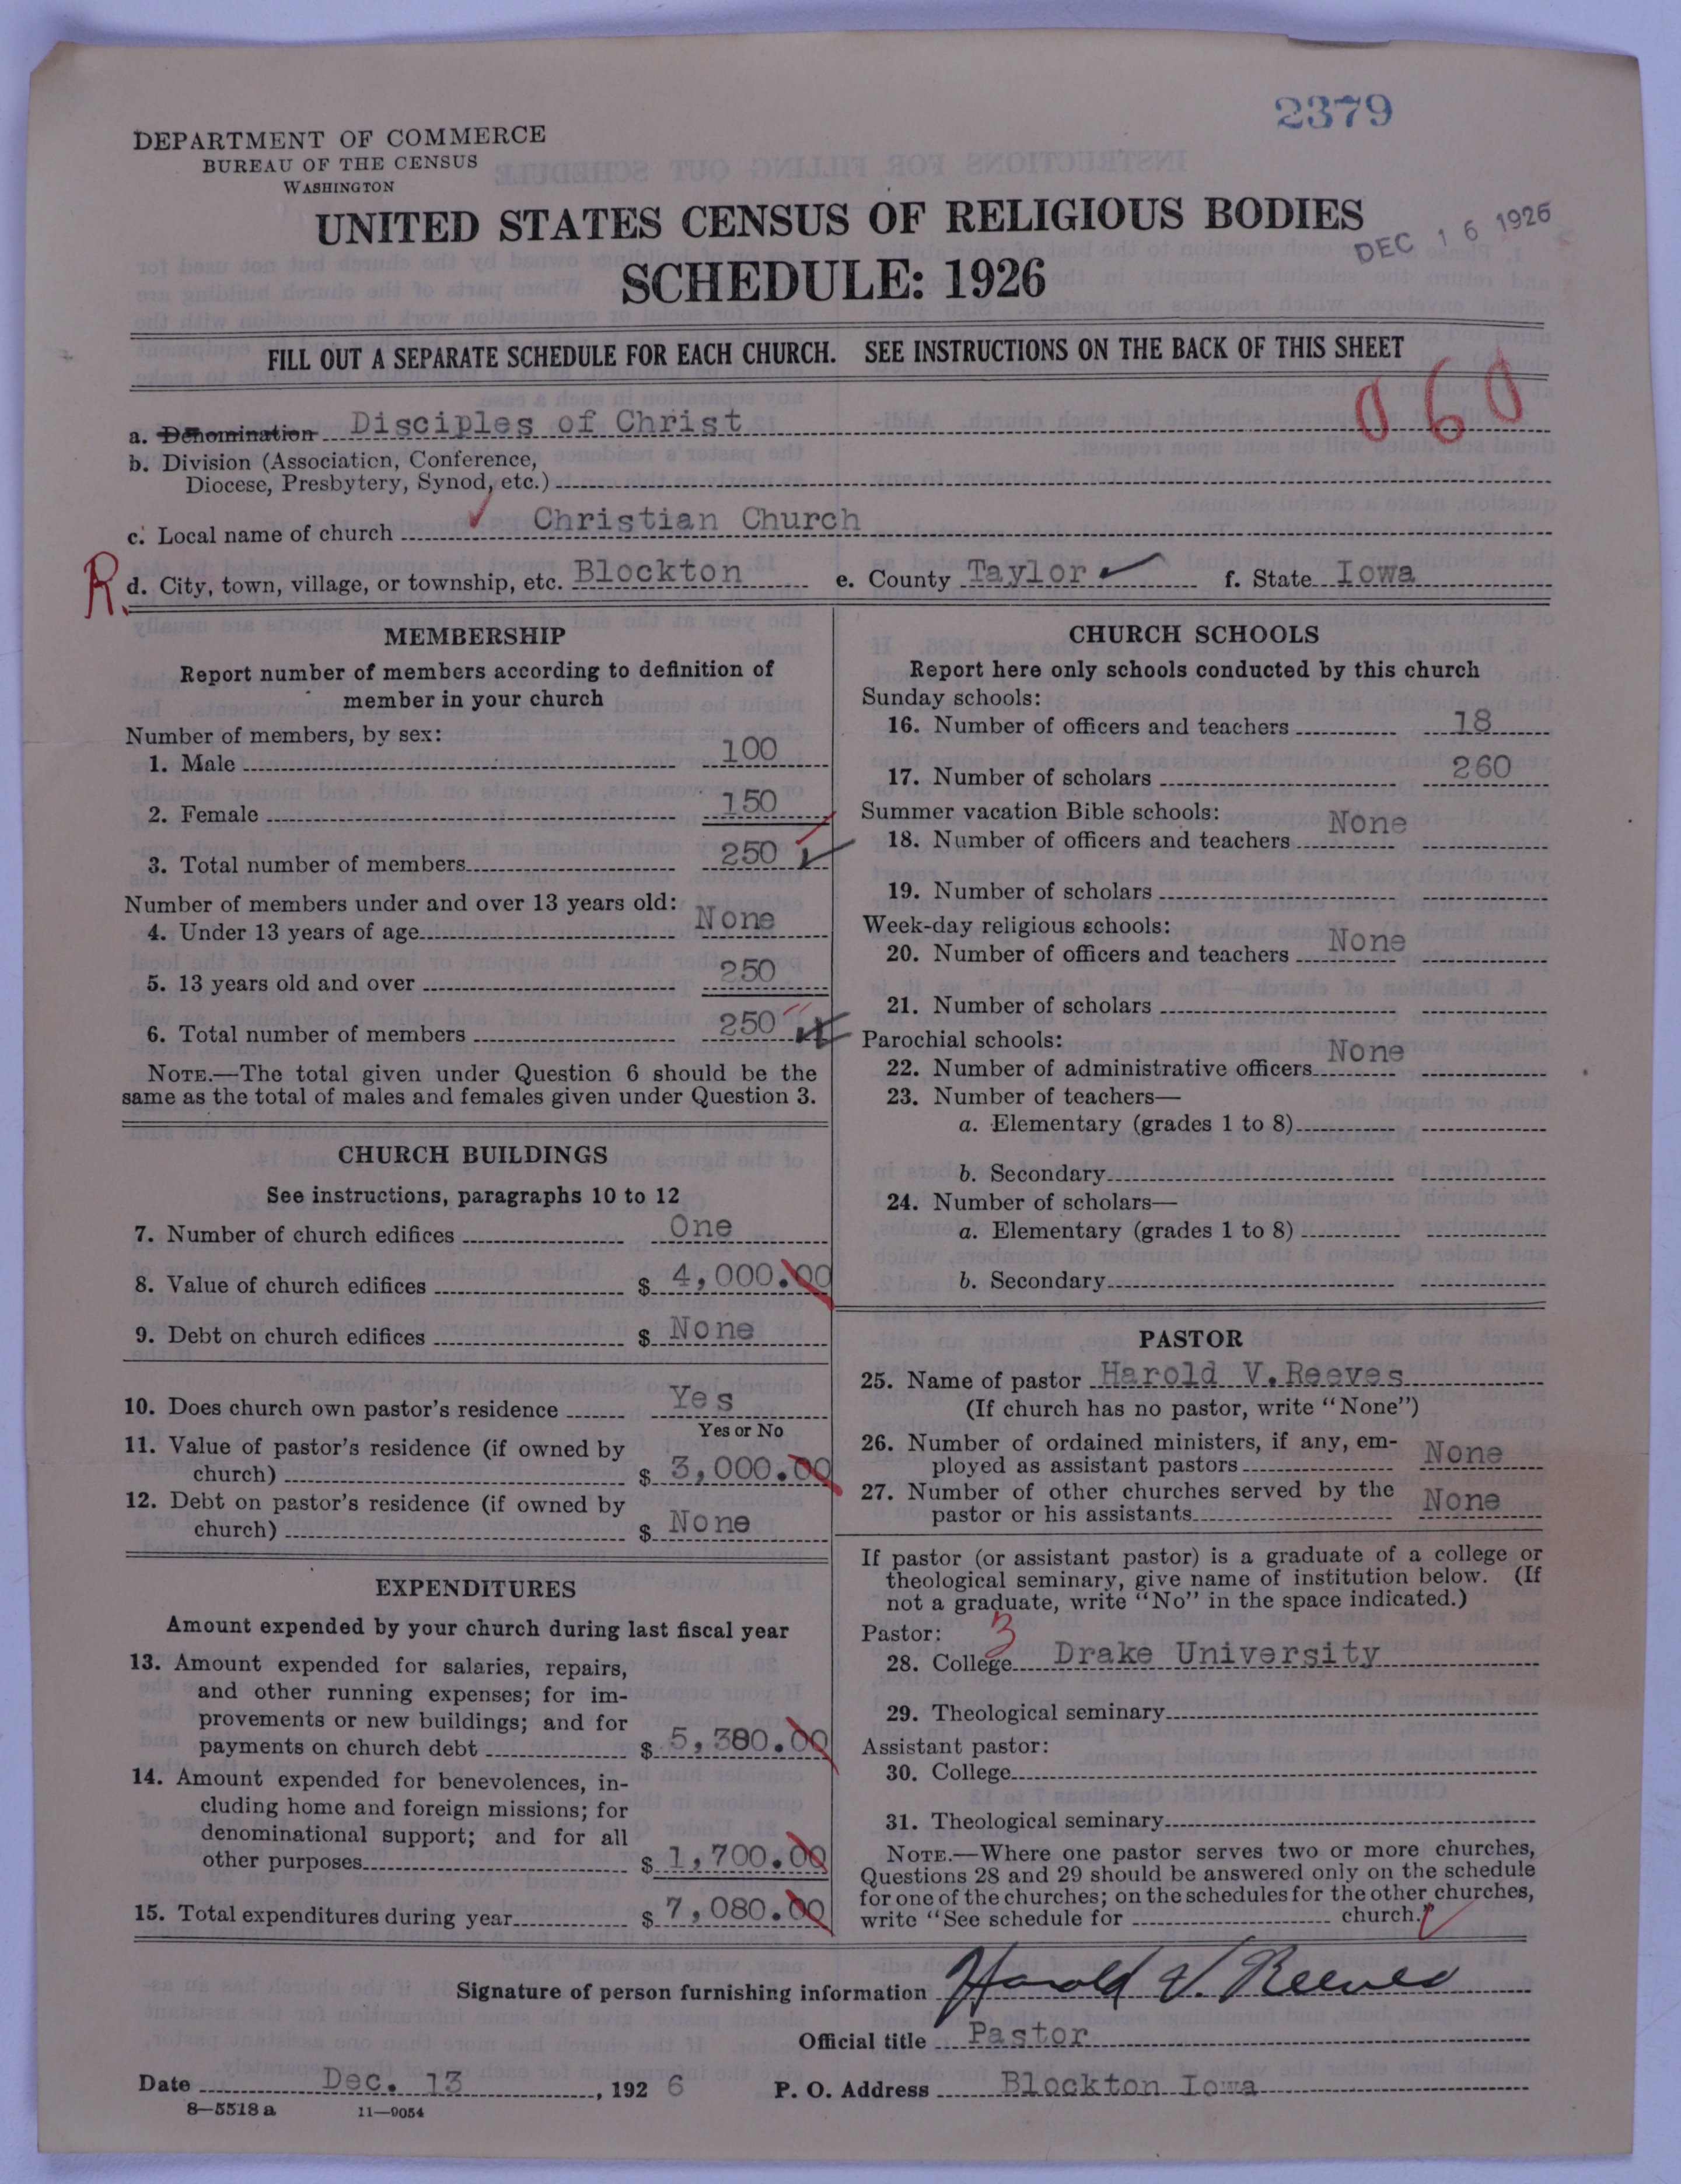 2379
DEPARTMENT OF COMMERCE
BUREAU OF THE CENSUS
WASHINGTON
UNITED STATES CENSUS OF RELIGIOUS BODIES
DEC 16 1926
SCHEDULE: 1926
FILL OUT A SEPARATE SCHEDULE FOR EACH CHURCH. SEE INSTRUCTIONS ON THE BACK OF THIS SHEET
060
a. Denomination Disciples of Christ
b. Division (Association, Conference,
Diocese, Presbytery, Synod, etc.)
c. Local name of church Christian Church
R. d. City, town, village, or township, etc. Blockton e. County Taylor f. State Iowa
MEMBERSHIP
Report number of members according to definition of
member in your church
Number of members, by sex:
1. Male 100
2. Female 150
3. Total number of members 250
Number of members under and over 13 years old:
4. Under 13 years of age None
5. 13 years old and over 250
6. Total number of members 250
NOTE.—The total given under Question 6 should be the
same as the total of males and females given under Question 3.
CHURCH BUILDINGS
See instructions, paragraphs 10 to 12
7. Number of church edifices One
8. Value of church edifices $ 4,000.00
9. Debt on church edifices $ None
10. Does church own pastor's residence Yes
Yes or No
11. Value of pastor's residence (if owned by
church) $ 3,000.00
12. Debt on pastor's residence (if owned by
church) $ None
EXPENDITURES
Amount expended by your church during last fiscal year
13. Amount expended for salaries, repairs,
and other running expenses; for im-
provements or new buildings; and for
payments on church debt $ 5,380.00
14. Amount expended for benevolences, in-
cluding home and foreign missions; for
denominational support; and for all
other purposes $ 1,700.00
15. Total expenditures during year $ 7,080.00
CHURCH SCHOOLS
Report here only schools conducted by this church
Sunday schools:
16. Number of officers and teachers 18
17. Number of scholars 260
Summer vacation Bible schools:
18. Number of officers and teachers None
19. Number of scholars
Week-day religious schools:
20. Number of officers and teachers None
21. Number of scholars
Parochial schools:
22. Number of administrative officers None
23. Number of teachers—
a. Elementary (grades 1 to 8)
b. Secondary
24. Number of scholars—
a. Elementary (grades 1 to 8)
b. Secondary
PASTOR
25. Name of pastor Harold V. Reeves
(If church has no pastor, write "None")
26. Number of ordained ministers, if any, em-
ployed as assistant pastors None
27. Number of other churches served by the
pastor or his assistants None
If pastor (or assistant pastor) is a graduate of a college or
theological seminary, give name of institution below. (If
not a graduate, write "No" in the space indicated.)
Pastor: 3
28. College Drake University
29. Theological seminary
Assistant pastor:
30. College
31. Theological seminary
NOTE.—Where one pastor serves two or more churches,
Questions 28 and 29 should be answered only on the schedule
for one of the churches; on the schedules for the other churches,
write "See schedule for church."
Signature of person furnishing information Harold V. Reeves
Official title Pastor
Date Dec. 13, 1926 P. O. Address Blockton Iowa
8—5518 a 11—9054